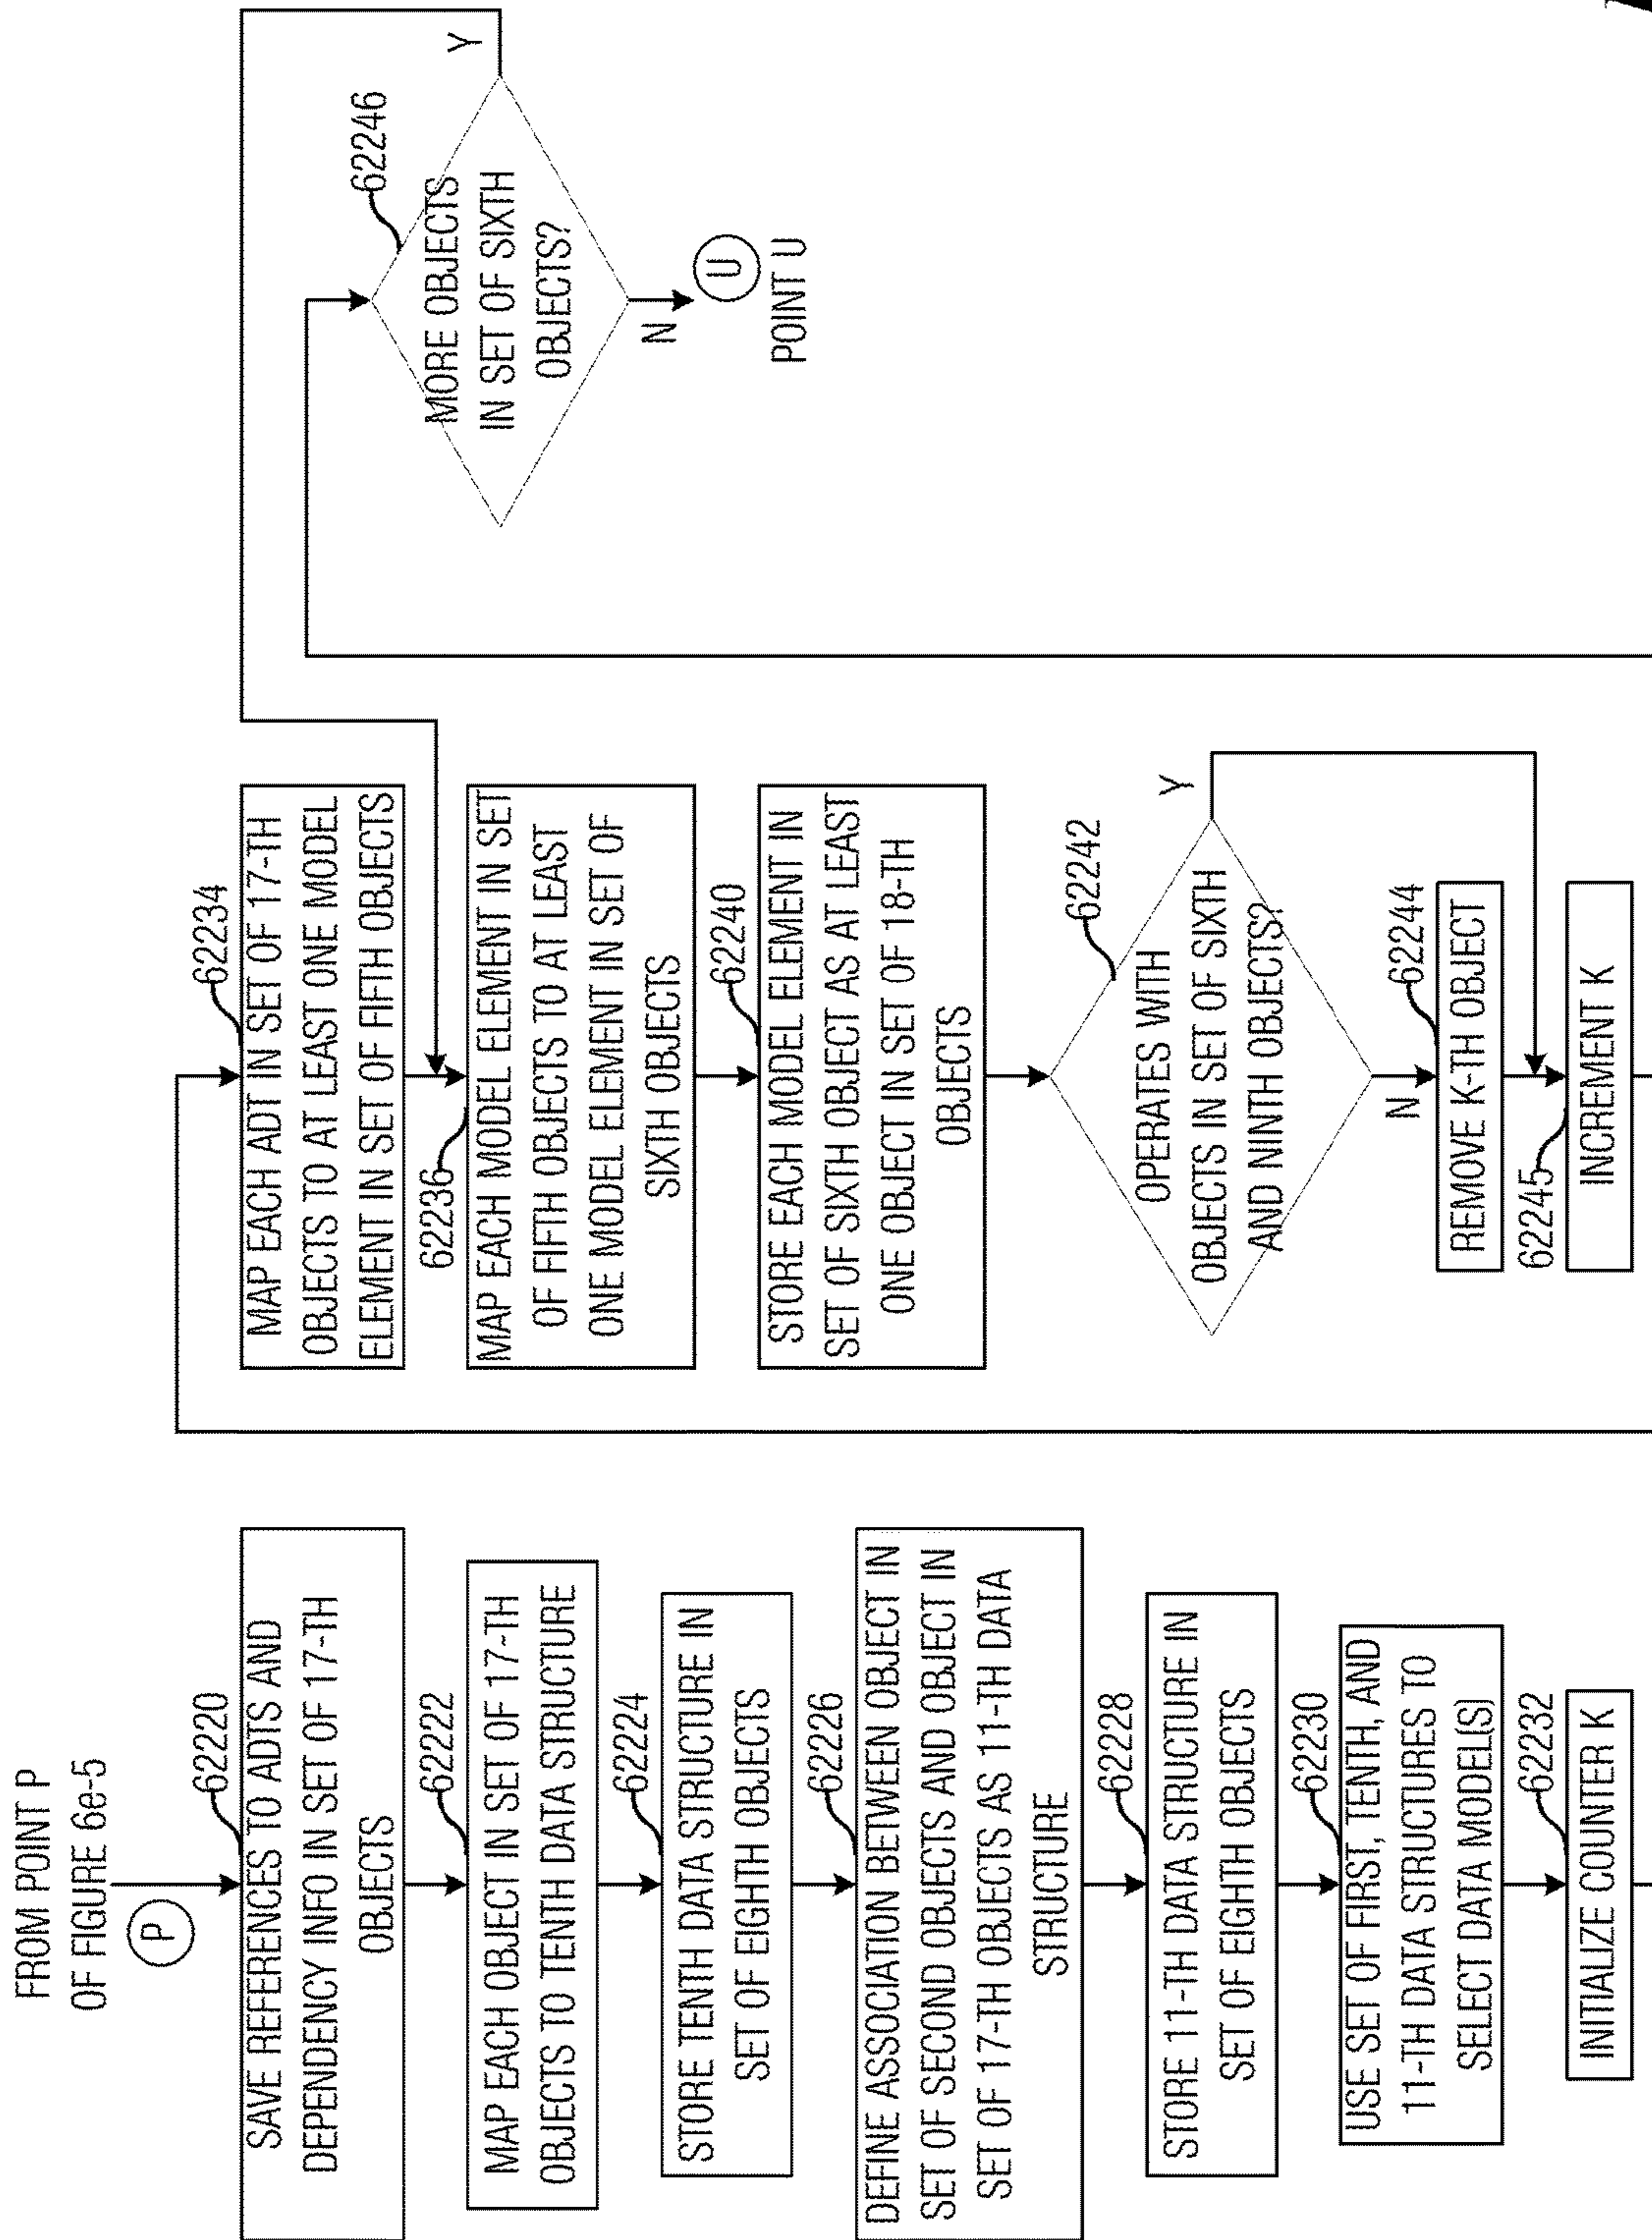 FROM POINT P
OF FIGURE 6e-5
P
62220
SAVE REFERENCES TO ADTS AND
DEPENDENCY INFO IN SET OF 17-TH
OBJECTS
62222
MAP EACH OBJECT IN SET OF 17-TH
OBJECTS TO TENTH DATA STRUCTURE
62224
STORE TENTH DATA STRUCTURE IN
SET OF EIGHTH OBJECTS
62226
DEFINE ASSOCIATION BETWEEN OBJECT IN
SET OF SECOND OBJECTS AND OBJECT IN
SET OF 17-TH OBJECTS AS 11-TH DATA
STRUCTURE
62228
STORE 11-TH DATA STRUCTURE IN
SET OF EIGHTH OBJECTS
62230
USE SET OF FIRST, TENTH, AND
11-TH DATA STRUCTURES TO
SELECT DATA MODEL(S)
62232
INITIALIZE COUNTER K
62234
MAP EACH ADT IN SET OF 17-TH
OBJECTS TO AT LEAST ONE MODEL
ELEMENT IN SET OF FIFTH OBJECTS
62236
MAP EACH MODEL ELEMENT IN SET
OF FIFTH OBJECTS TO AT LEAST
ONE MODEL ELEMENT IN SET OF
SIXTH OBJECTS
62240
STORE EACH MODEL ELEMENT IN
SET OF SIXTH OBJECT AS AT LEAST
ONE OBJECT IN SET OF 18-TH
OBJECTS
62242
OPERATES WITH
OBJECTS IN SET OF SIXTH
AND NINTH OBJECTS?
Y
N
62244
REMOVE K-TH OBJECT
62245
INCREMENT K
62246
MORE OBJECTS
IN SET OF SIXTH
OBJECTS?
Y
N
U
POINT U